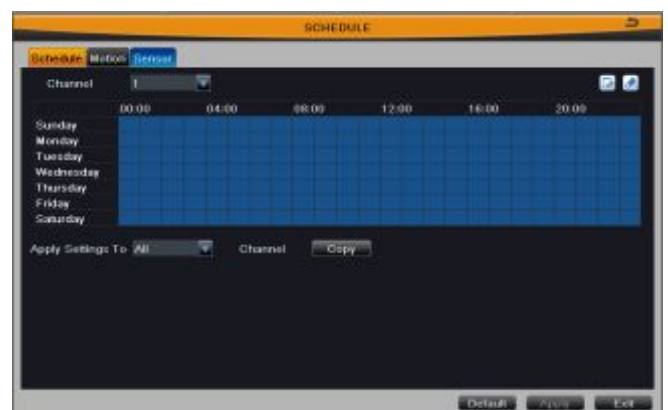 SCHEDULE
Schedule Motion Sensor
Channel 1
00:00 04:00 08:00 12:00 16:00 20:00
Sunday
Monday
Tuesday
Wednesday
Thursday
Friday
Saturday
Apply Settings To All Channel Copy
Default Apply Exit